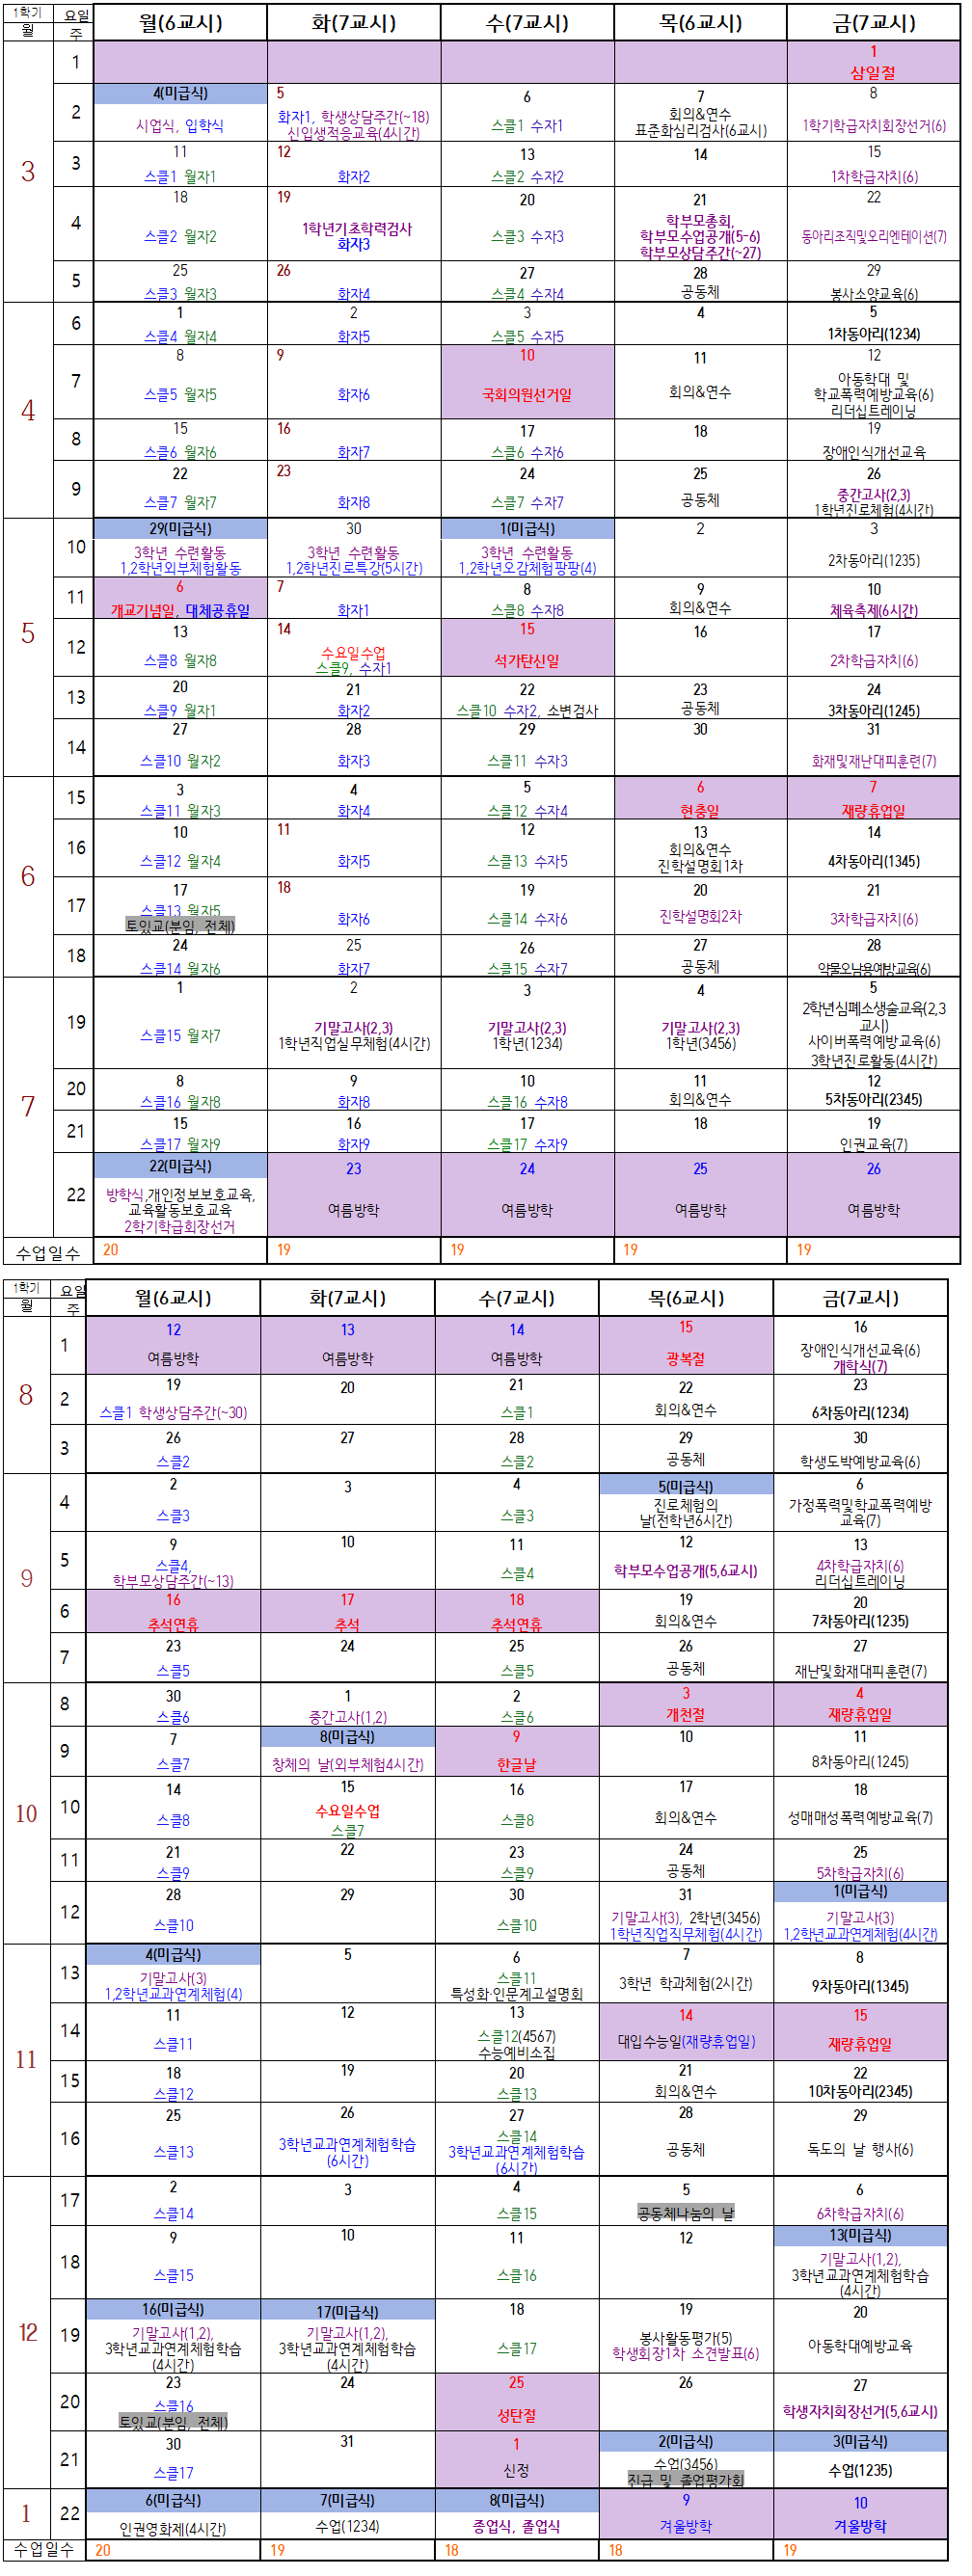 1학기 요일 월(6교시) 화(7교시) 수(7교시) 목(6교시) 금(7교시)
월 주
3
1 1
삼일절
2 4(미급식) 5 6 7 8
시업식, 입학식 화자1, 학생상담주간(~18) 스클1 수자1 회의&연수 1학기학급자치회장선거(6)
신입생적응교육(4시간) 표준화심리검사(6교시)
3 11 12 13 14 15
스클1 월자1 화자2 스클2 수자2 1차학급자치(6)
4 18 19 20 21 22
스클2 월자2 1학년기초학력검사 스클3 수자3 학부모총회, 동아리조직및오리엔테이션(7)
화자3 학부모수업공개(5-6)
학부모상담주간(~27)
5 25 26 27 28 29
스클3 월자3 화자4 스클4 수자4 공동체 봉사소양교육(6)
4
6 1 2 3 4 5
스클4 월자4 화자5 스클5 수자5 1차동아리(1234)
7 8 9 10 11 12
스클5 월자5 화자6 국회의원선거일 회의&연수 아동학대 및
학교폭력예방교육(6)
리더십트레이닝
8 15 16 17 18 19
스클6 월자6 화자7 스클6 수자6 장애인식개선교육
9 22 23 24 25 26
스클7 월자7 화자8 스클7 수자7 공동체 중간고사(2,3)
1학년진로체험(4시간)
5
10 29(미급식) 30 1(미급식) 2 3
3학년 수련활동 3학년 수련활동 3학년 수련활동 2차동아리(1235)
1,2학년외부체험활동 1,2학년진로특강(5시간) 1,2학년오감체험팡팡(4)
11 6 7 8 9 10
개교기념일, 대체공휴일 화자1 스클8 수자8 회의&연수 체육축제(6시간)
12 13 14 15 16 17
스클8 월자8 수요일수업 석가탄신일 2차학급자치(6)
스클9, 수자1
13 20 21 22 23 24
스클9 월자1 화자2 스클10 수자2, 소변검사 공동체 3차동아리(1245)
14 27 28 29 30 31
스클10 월자2 화자3 스클11 수자3 화재및재난대피훈련(7)
6
15 3 4 5 6 7
스클11 월자3 화자4 스클12 수자4 현충일 재량휴업일
16 10 11 12 13 14
스클12 월자4 화자5 스클13 수자5 회의&연수 4차동아리(1345)
진학설명회1차
17 17 18 19 20 21
스클13 월자5 화자6 스클14 수자6 진학설명회2차 3차학급자치(6)
토있교(분임, 전체)
18 24 25 26 27 28
스클14 월자6 화자7 스클15 수자7 공동체 약물오남용예방교육(6)
7
19 1 2 3 4 5
스클15 월자7 기말고사(2,3) 기말고사(2,3) 기말고사(2,3) 2학년심폐소생술교육(2,3
1학년직업실무체험(4시간) 1학년(1234) 1학년(3456) 교시)
사이버폭력예방교육(6)
3학년진로활동(4시간)
20 8 9 10 11 12
스클16 월자8 화자8 스클16 수자8 회의&연수 5차동아리(2345)
21 15 16 17 18 19
스클17 월자9 화자9 스클17 수자9 인권교육(7)
22 22(미급식) 23 24 25 26
방학식,개인정보보호교육, 여름방학 여름방학 여름방학 여름방학
교육활동보호교육
2학기학급회장선거
수업일수 20 19 19 19 19
1학기 요일 월(6교시) 화(7교시) 수(7교시) 목(6교시) 금(7교시)
월 주
8
1 12 13 14 15 16
여름방학 여름방학 여름방학 광복절 장애인식개선교육(6)
개학식(7)
2 19 20 21 22 23
스클1 학생상담주간(~30) 스클1 회의&연수 6차동아리(1234)
3 26 27 28 29 30
스클2 스클2 공동체 학생도박예방교육(6)
9
4 2 3 4 5(미급식) 6
스클3 스클3 진로체험의 가정폭력및학교폭력예방
날(전학년6시간) 교육(7)
5 9 10 11 12 13
스클4, 스클4 학부모수업공개(5,6교시) 4차학급자치(6)
학부모상담주간(~13) 리더십트레이닝
6 16 17 18 19 20
추석연휴 추석 추석연휴 회의&연수 7차동아리(1235)
7 23 24 25 26 27
스클5 스클5 공동체 재난및화재대피훈련(7)
10
8 30 1 2 3 4
스클6 중간고사(1,2) 스클6 개천절 재량휴업일
9 7 8(미급식) 9 10 11
스클7 창체의 날(외부체험4시간) 한글날 8차동아리(1245)
10 14 15 16 17 18
스클8 수요일수업 스클8 회의&연수 성매매성폭력예방교육(7)
스클7
11 21 22 23 24 25
스클9 스클9 공동체 5차학급자치(6)
12 28 29 30 31 1(미급식)
스클10 스클10 기말고사(3), 2학년(3456) 기말고사(3)
1학년직업직무체험(4시간) 1,2학년교과연계체험(4시간)
11
13 4(미급식) 5 6 7 8
기말고사(3) 스클11 3학년 학과체험(2시간) 9차동아리(1345)
1,2학년교과연계체험(4) 특성화·인문계고설명회
14 11 12 13 14 15
스클11 스클12(4567) 대입수능일(재량휴업일) 재량휴업일
수능예비소집
15 18 19 20 21 22
스클12 스클13 회의&연수 10차동아리(2345)
16 25 26 27 28 29
스클13 3학년교과연계체험학습 스클14 공동체 독도의 날 행사(6)
(6시간) 3학년교과연계체험학습
(6시간)
12
17 2 3 4 5 6
스클14 스클15 공동체나눔의 날 6차학급자치(6)
18 9 10 11 12 13(미급식)
스클15 스클16 기말고사(1,2),
3학년교과연계체험학습
(4시간)
19 16(미급식) 17(미급식) 18 19 20
기말고사(1,2), 기말고사(1,2), 스클17 봉사활동평가(5) 아동학대예방교육
3학년교과연계체험학습 3학년교과연계체험학습 학생회장1차 소견발표(6)
(4시간) (4시간)
20 23 24 25 26 27
스클16 성탄절 학생자치회장선거(5,6교시)
토있교(분임, 전체)
21 30 31 1 2(미급식) 3(미급식)
스클17 신정 수업(3456) 수업(1235)
진급 및 졸업평가회
1
22 6(미급식) 7(미급식) 8(미급식) 9 10
인권영화제(4시간) 수업(1234) 종업식, 졸업식 겨울방학 겨울방학
수업일수 20 19 18 18 19